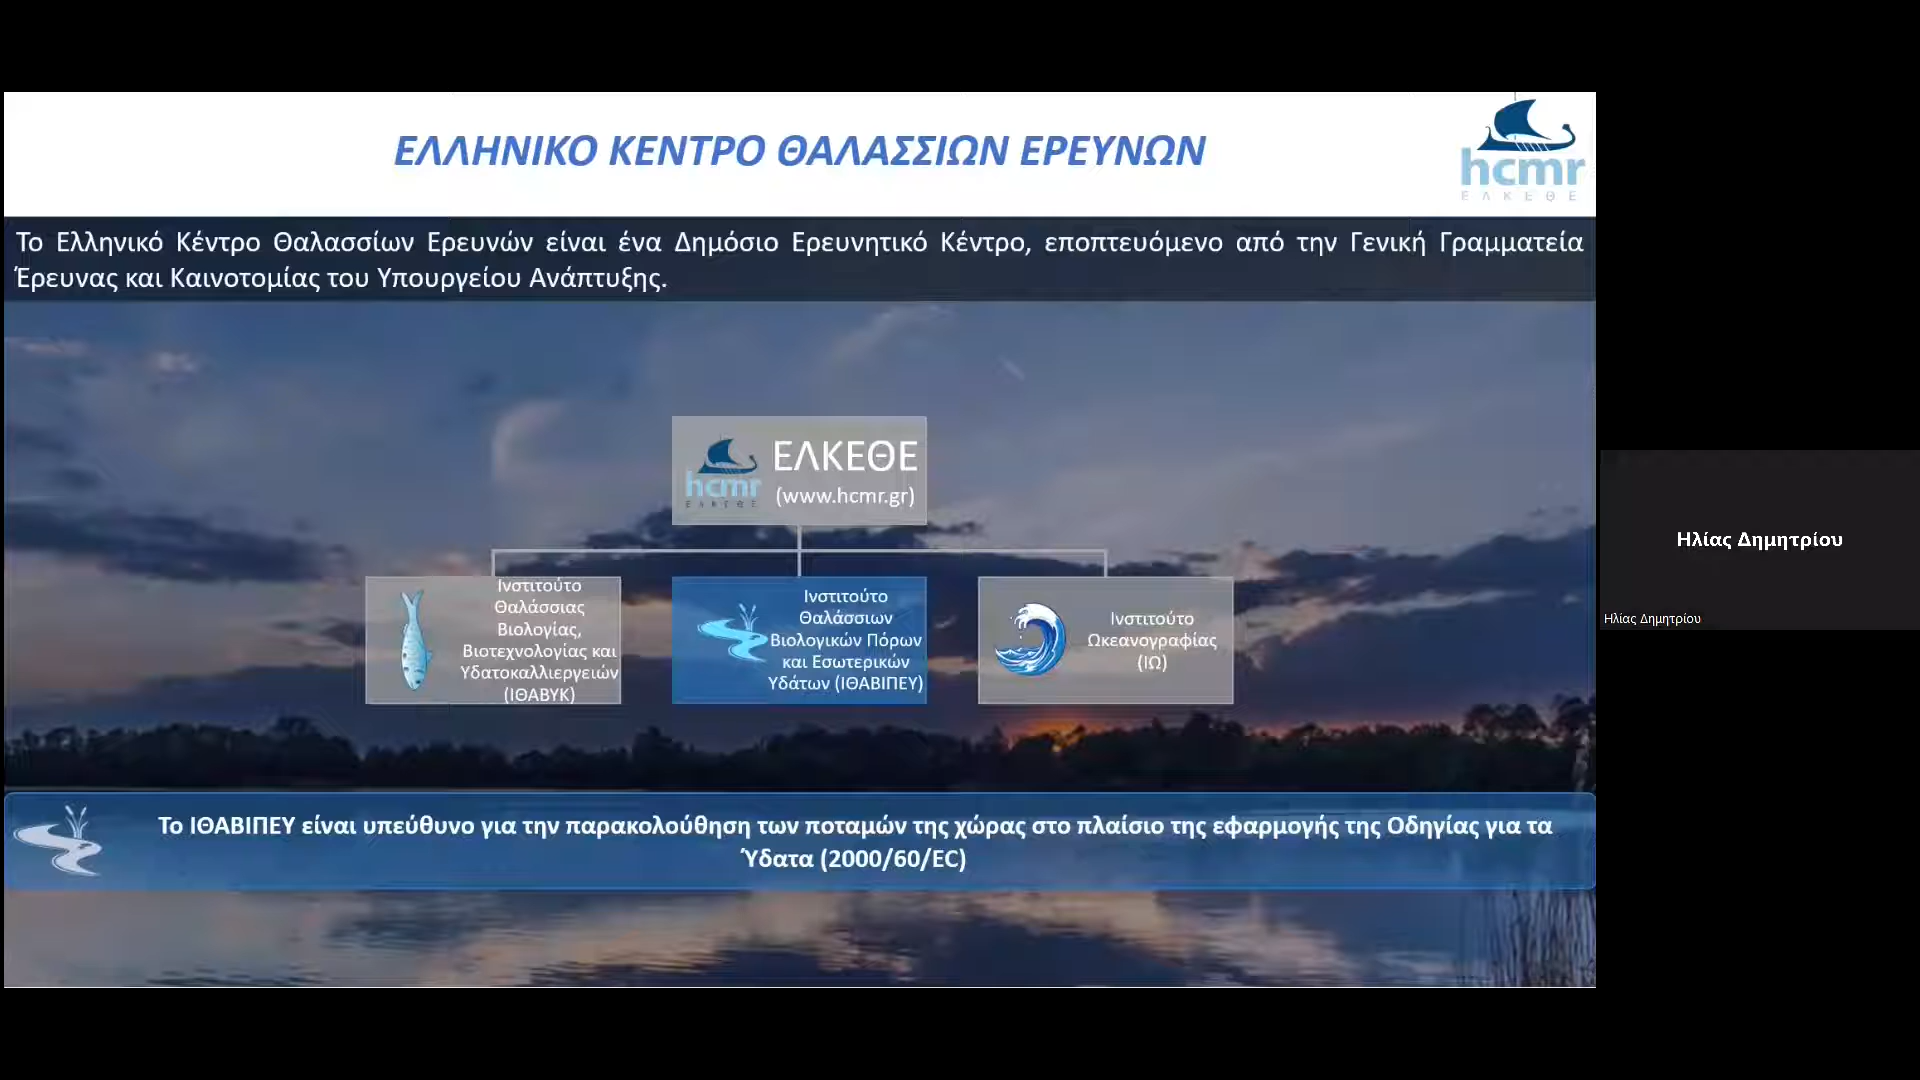 ΕΛΛΗΝΙΚΟ ΚΕΝΤΡΟ ΘΑΛΑΣΣΙΩΝ ΕΡΕΥΝΩΝ
hcmr
ΕΛΚΕΘΕ
Το Ελληνικό Κέντρο Θαλασσίων Ερευνών είναι ένα Δημόσιο Ερευνητικό Κέντρο, εποπτευόμενο από την Γενική Γραμματεία
Έρευνας και Καινοτομίας του Υπουργείου Ανάπτυξης.
hcmr
ΕΛΚΕΘΕ
ΕΛΚΕΘΕ
(www.hcmr.gr)
Ινστιτούτο
Θαλάσσιας
Βιολογίας,
Βιοτεχνολογίας και
Υδατοκαλλιεργειών
(ΙΘΑΒΥΚ)
Ινστιτούτο
Θαλάσσιων
Βιολογικών Πόρων
και Εσωτερικών
Υδάτων (ΙΘΑΒΙΠΕΥ)
Ινστιτούτο
Ωκεανογραφίας
(ΙΩ)
Το ΙΘΑΒΙΠΕΥ είναι υπεύθυνο για την παρακολούθηση των ποταμών της χώρας στο πλαίσιο της εφαρμογής της Οδηγίας για τα
Ύδατα (2000/60/EC)
Ηλίας Δημητρίου
Ηλίας Δημητρίου